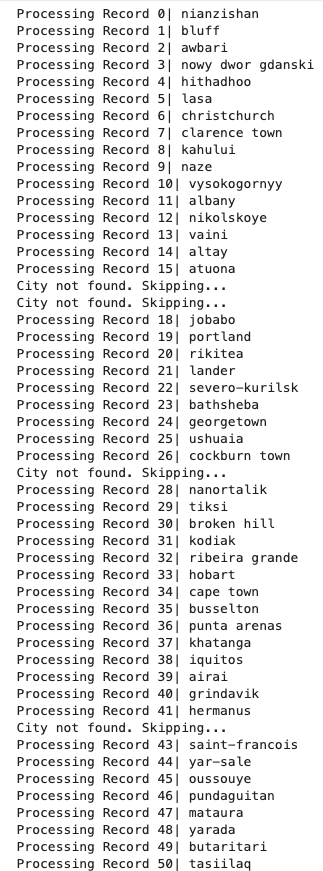 Processing Record 0| nianzishan
Processing Record 1| bluff
Processing Record 2| awbari
Processing Record 3| nowy dwor gdanski
Processing Record 4| hithadhoo
Processing Record 5| lasa
Processing Record 6| christchurch
Processing Record 7| clarence town
Processing Record 8| kahului
Processing Record 9| naze
Processing Record 10| vysokogornyy
Processing Record 11| albany
Processing Record 12| nikolskoye
Processing Record 13| vaini
Processing Record 14| altay
Processing Record 15| atuona
City not found. Skipping...
City not found. Skipping...
Processing Record 18| jobabo
Processing Record 19| portland
Processing Record 20| rikitea
Processing Record 21| lander
Processing Record 22| severo-kurilsk
Processing Record 23| bathsheba
Processing Record 24| georgetown
Processing Record 25| ushuaia
Processing Record 26| cockburn town
City not found. Skipping...
Processing Record 28| nanortalik
Processing Record 29| tiksi
Processing Record 30| broken hill
Processing Record 31| kodiak
Processing Record 32| ribeira grande
Processing Record 33| hobart
Processing Record 34| cape town
Processing Record 35| busselton
Processing Record 36| punta arenas
Processing Record 37| khatanga
Processing Record 38| iquitos
Processing Record 39| airai
Processing Record 40| grindavik
Processing Record 41| hermanus
City not found. Skipping...
Processing Record 43| saint-francois
Processing Record 44| yar-sale
Processing Record 45| oussouye
Processing Record 46| pundaguitan
Processing Record 47| mataura
Processing Record 48| yarada
Processing Record 49| butaritari
Processing Record 50| tasiilaq